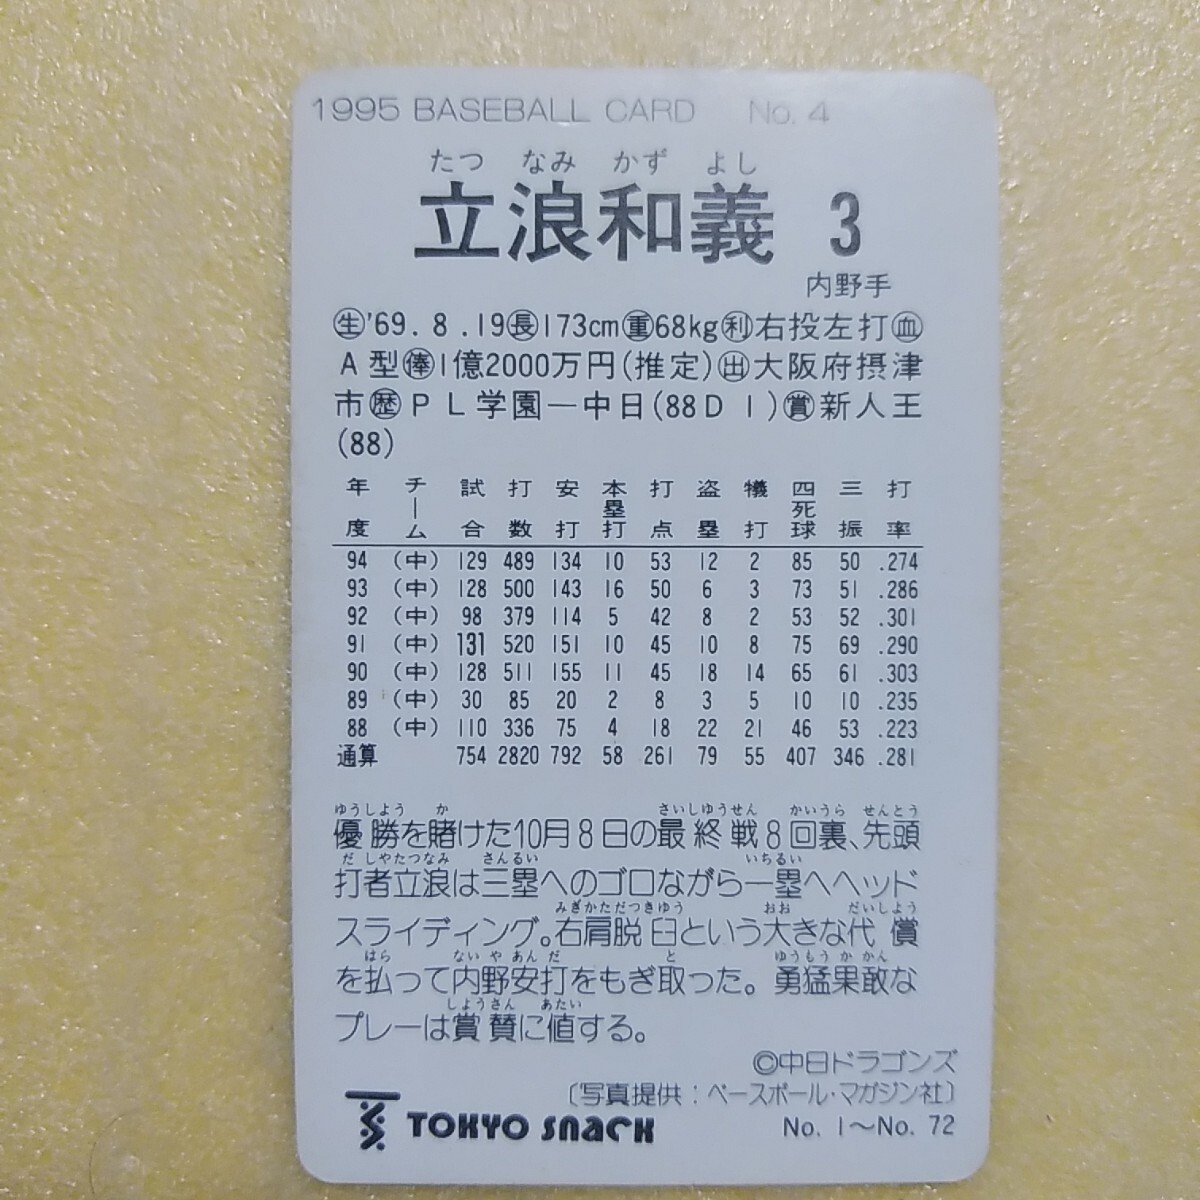 1995 BASEBALL CARD No. 4
たつ なみ かず よし
立浪和義 3
内野手
生'69. 8 .19長173cm重68kg利右投左打血
A型俸1億2000万円(推定)出大阪府摂津
市歴PL学園―中日(88D1)賞新人王
(88)
年度 チーム 試合 打数 安打 本塁打 打点 盗塁 犠打 四死球 三振 打率
94 (中) 129 489 134 10 53 12 2 85 50 .274
93 (中) 128 500 143 16 50 6 3 73 51 .286
92 (中) 98 379 114 5 42 8 2 53 52 .301
91 (中) 131 520 151 10 45 10 8 75 69 .290
90 (中) 128 511 155 11 45 18 14 65 61 .303
89 (中) 30 85 20 2 8 3 5 10 10 .235
88 (中) 110 336 75 4 18 22 21 46 53 .223
通算 754 2820 792 58 261 79 55 407 346 .281
ゆうしよう か さいしゆうせん かいうら せんとう
優勝を賭けた10月8日の最終戦8回裏、先頭
だ しやたつなみ さんるい いちるい
打者立浪は三塁へのゴロながら一塁へヘッド
みぎかただつきゆう おお だいしよう
スライディング。右肩脱臼という大きな代償
はら ない や あん だ と ゆうもう か かん
を払って内野安打をもぎ取った。勇猛果敢な
しようさん あたい
プレーは賞賛に値する。
©中日ドラゴンズ
〔写真提供：ベースボール・マガジン社〕
TOKYO SNACK No. 1～No. 72